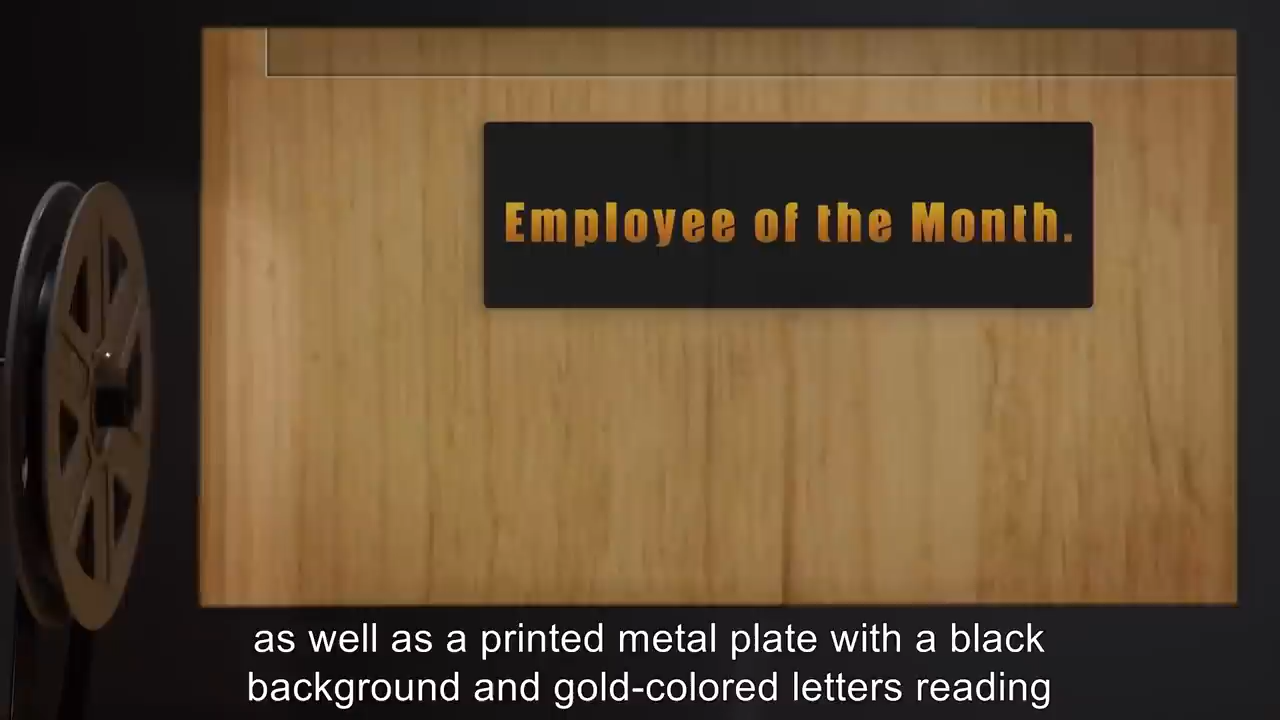 Employee of the Month.
as well as a printed metal plate with a black
background and gold-colored letters reading